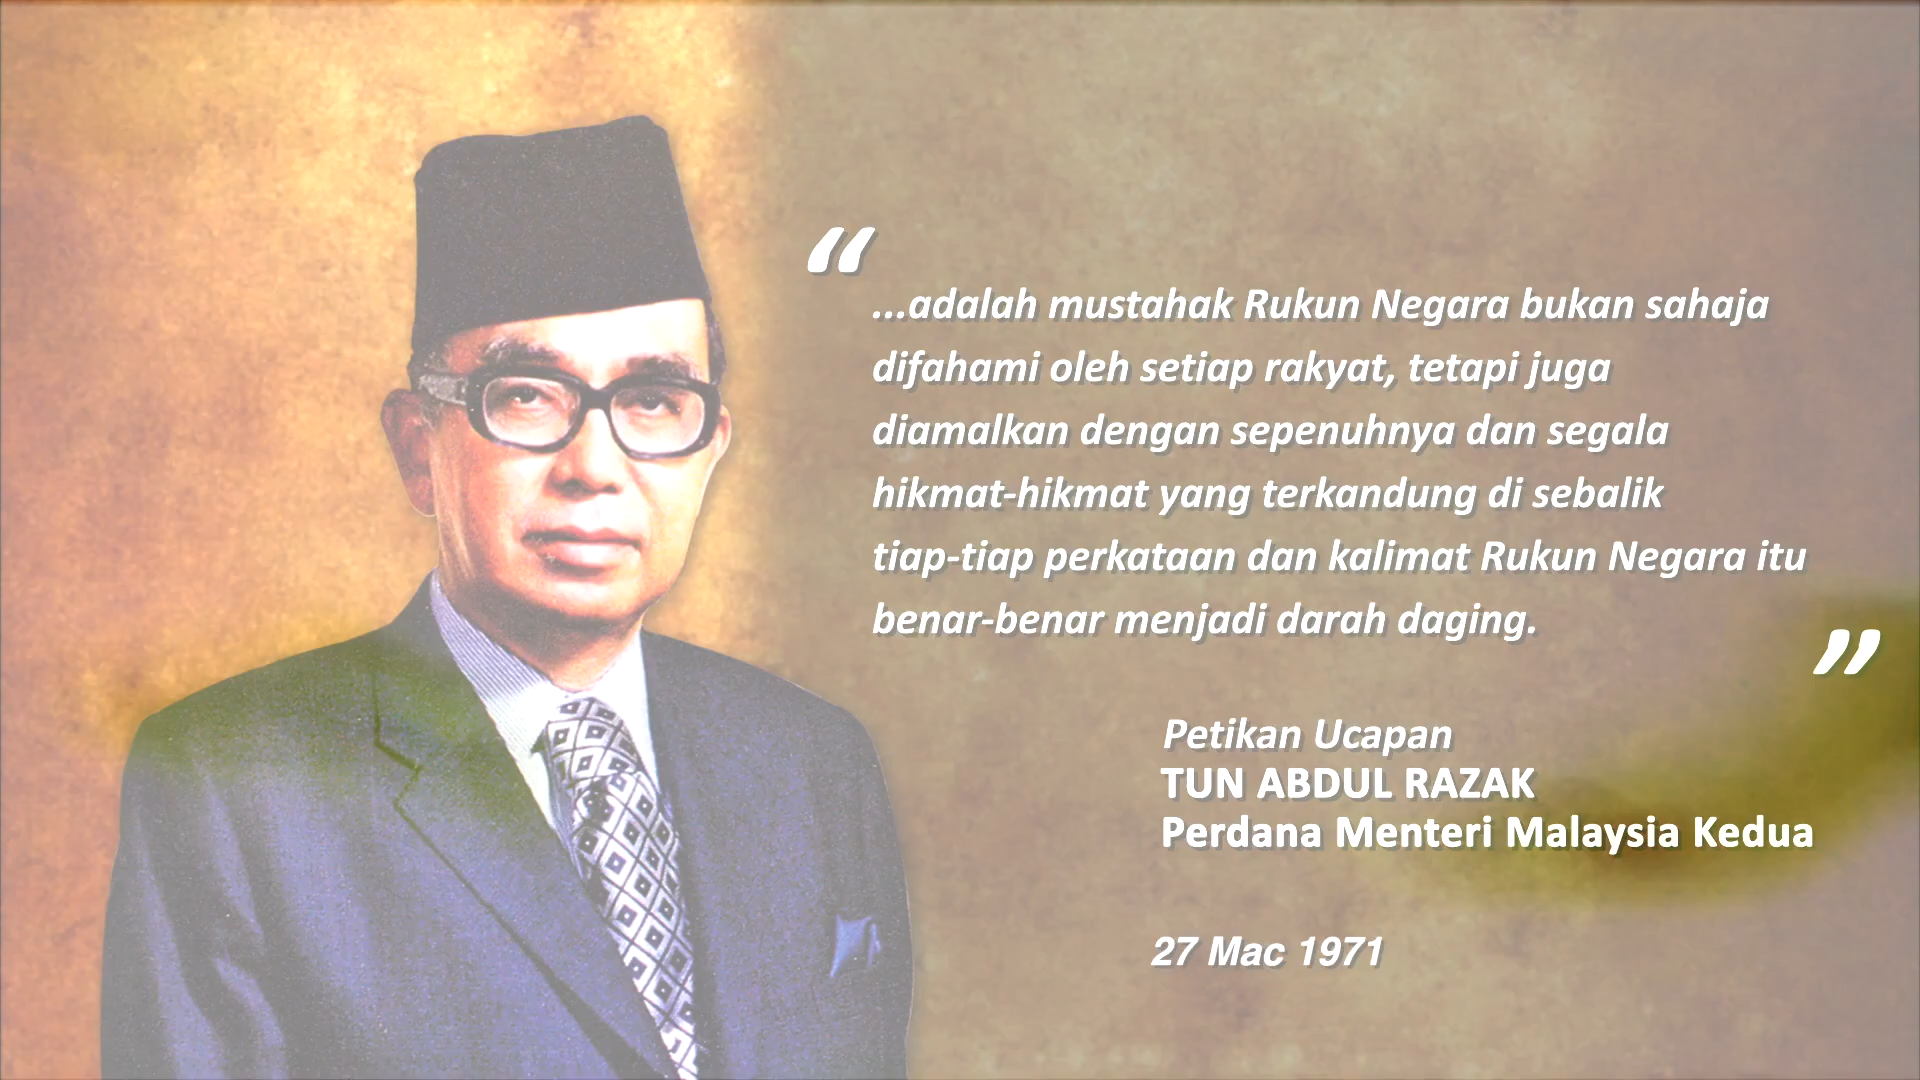 “
...adalah mustahak Rukun Negara bukan sahaja
difahami oleh setiap rakyat, tetapi juga
diamalkan dengan sepenuhnya dan segala
hikmat-hikmat yang terkandung di sebalik
tiap-tiap perkataan dan kalimat Rukun Negara itu
benar-benar menjadi darah daging.
”
Petikan Ucapan
TUN ABDUL RAZAK
Perdana Menteri Malaysia Kedua
27 Mac 1971